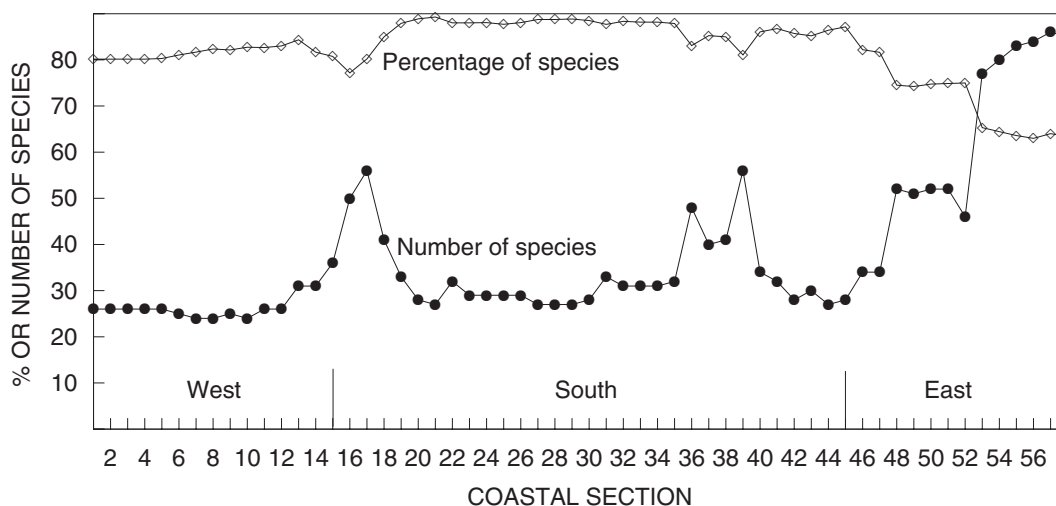 % OR NUMBER OF SPECIES
80
70
60
50
40
30
20
10
Percentage of species
Number of species
West
South
East
2 4 6 8 10 12 14 16 18 20 22 24 26 28 30 32 34 36 38 40 42 44 46 48 50 52 54 56
COASTAL SECTION